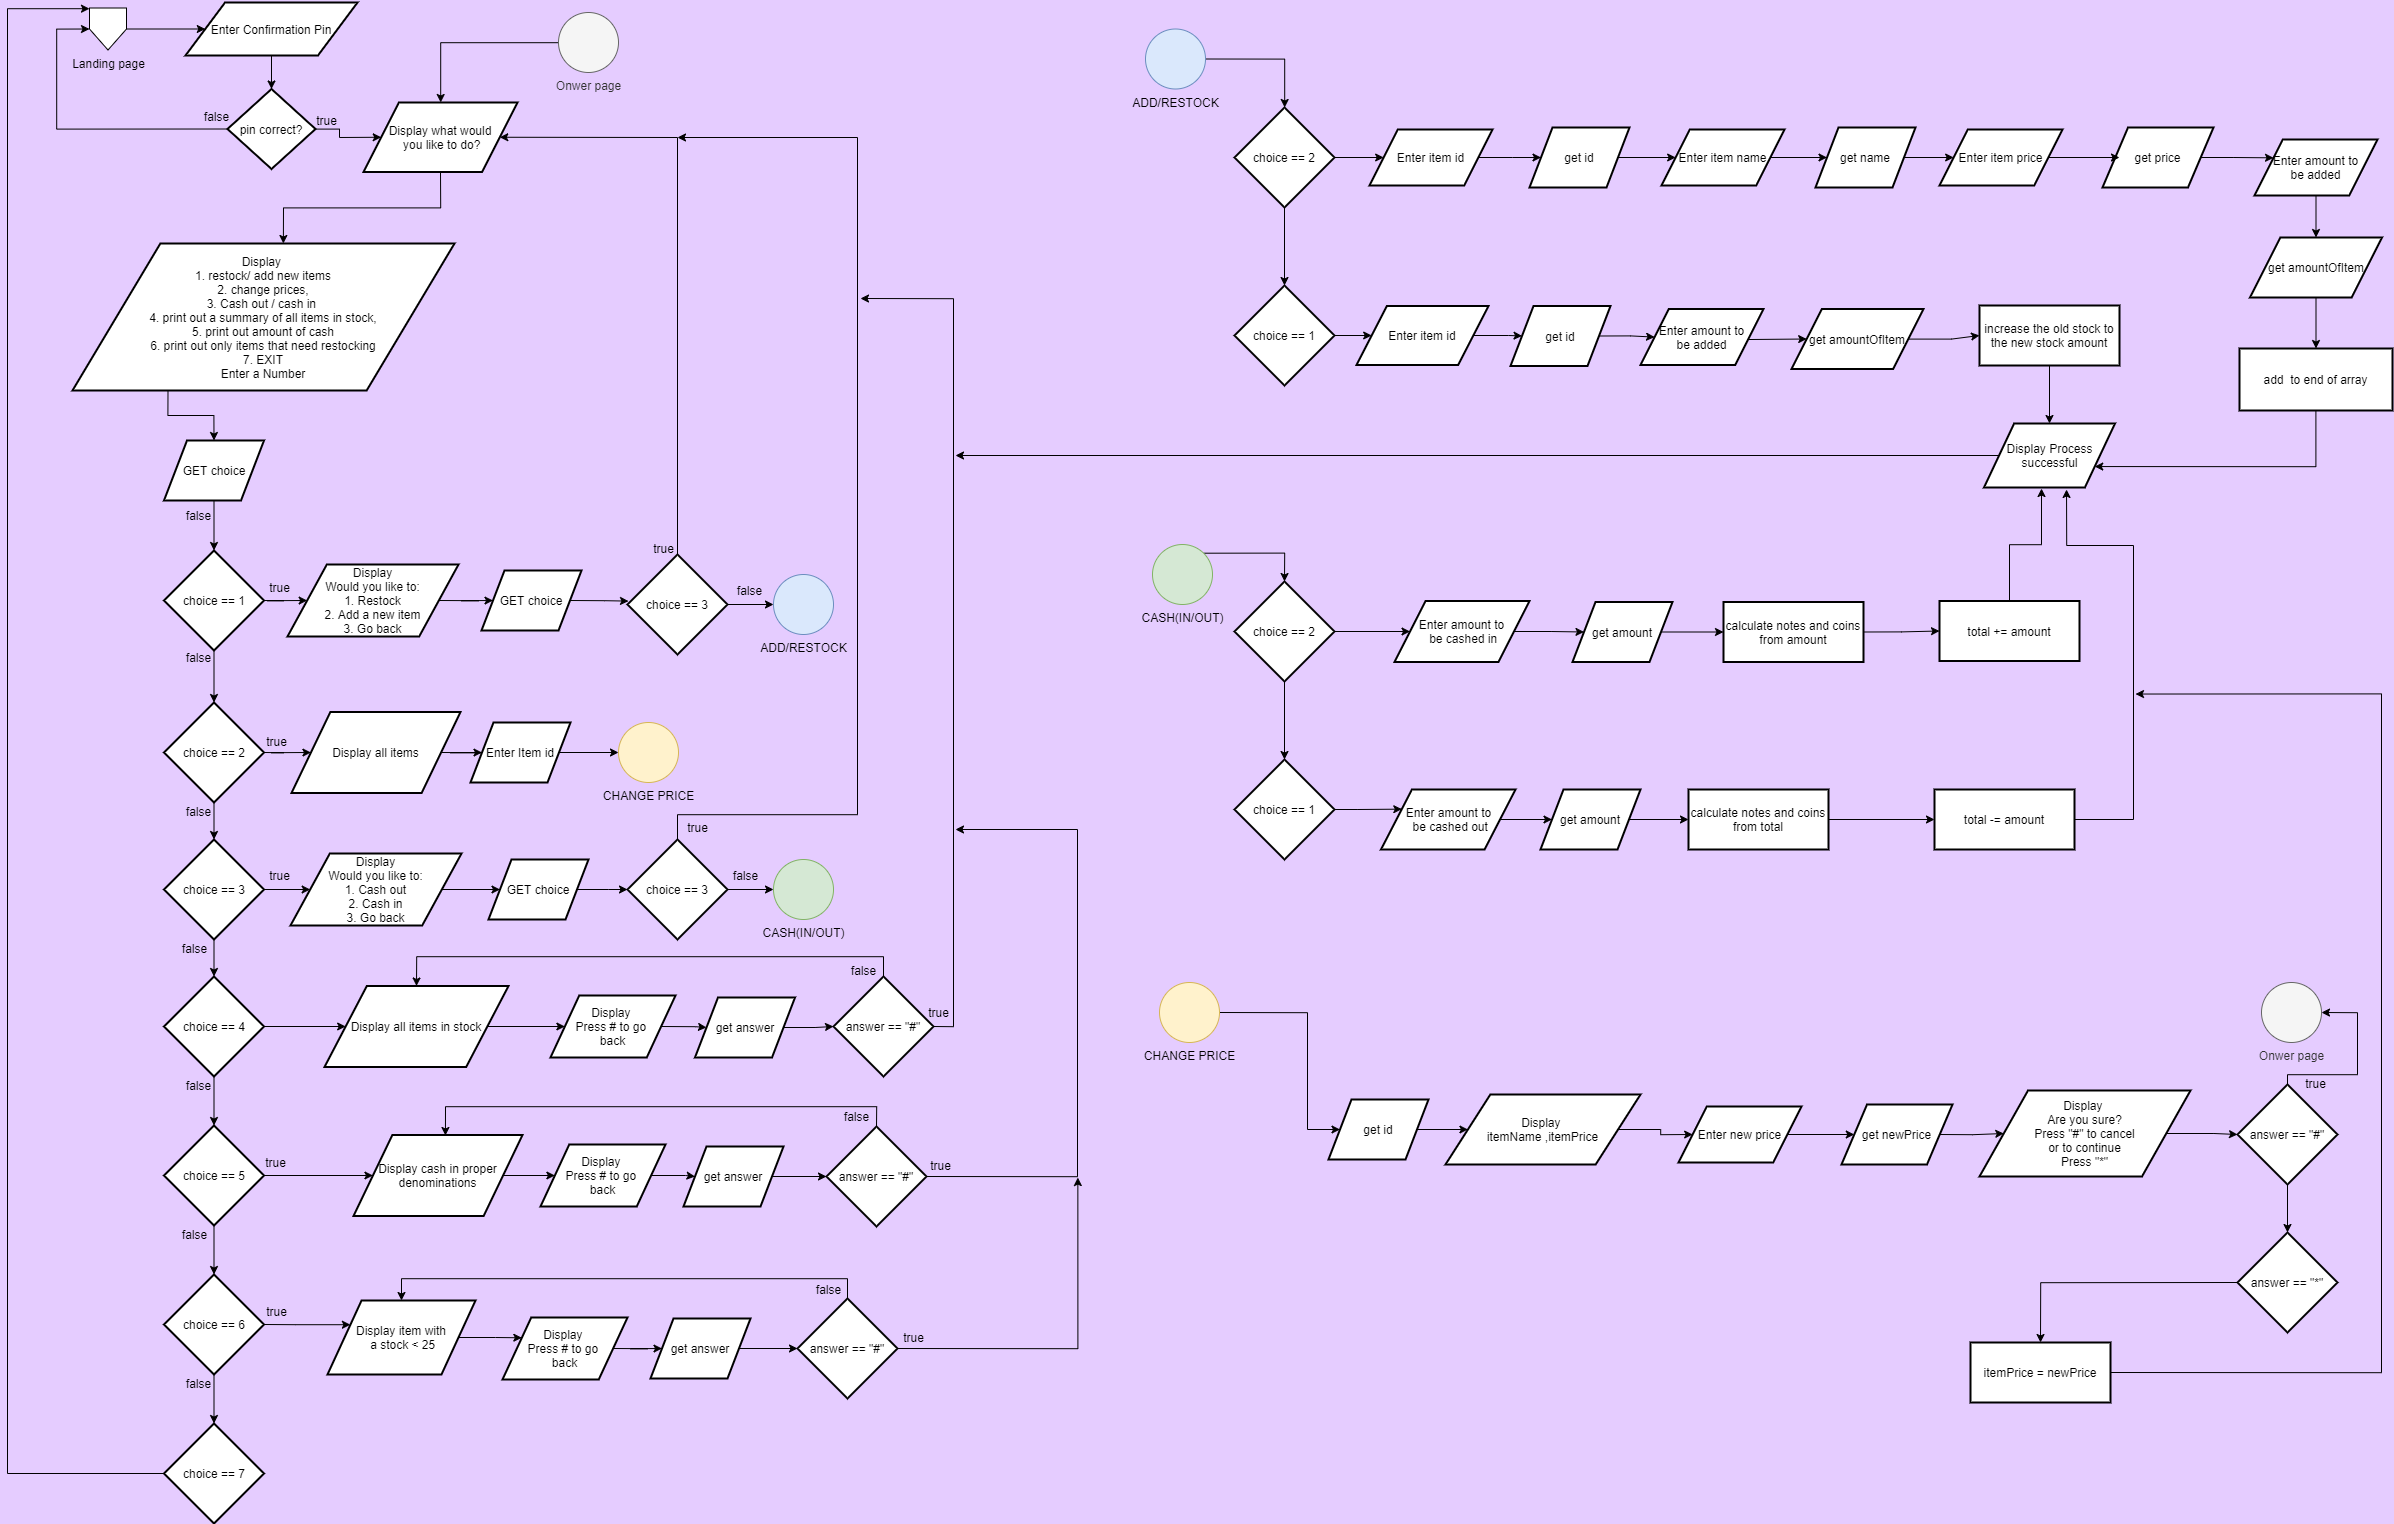 Enter Confirmation Pin
Landing page
Onwer page
false
pin correct?
true
Display what would
you like to do?
Display
1. restock/ add new items
2. change prices,
3. Cash out / cash in
4. print out a summary of all items in stock,
5. print out amount of cash
6. print out only items that need restocking
7. EXIT
Enter a Number
GET choice
false
choice == 1
true
Display
Would you like to:
1. Restock
2. Add a new item
3. Go back
GET choice
true
choice == 3
false
ADD/RESTOCK
false
choice == 2
true
Display all items
Enter Item id
CHANGE PRICE
false
choice == 3
true
Display
Would you like to:
1. Cash out
2. Cash in
3. Go back
GET choice
true
choice == 3
false
CASH(IN/OUT)
false
choice == 4
Display all items in stock
Display
Press # to go
back
get answer
false
answer == "#"
true
false
choice == 5
true
Display cash in proper
denominations
Display
Press # to go
back
get answer
false
answer == "#"
true
false
choice == 6
true
Display item with
a stock < 25
Display
Press # to go
back
get answer
false
answer == "#"
true
false
choice == 7
ADD/RESTOCK
choice == 2
Enter item id
get id
Enter item name
get name
Enter item price
get price
Enter amount to
be added
get amountOfItem
add  to end of array
choice == 1
Enter item id
get id
Enter amount to
be added
get amountOfItem
increase the old stock to
the new stock amount
Display Process
successful
CASH(IN/OUT)
choice == 2
Enter amount to
be cashed in
get amount
calculate notes and coins
from amount
total += amount
choice == 1
Enter amount to
be cashed out
get amount
calculate notes and coins
from total
total -= amount
CHANGE PRICE
get id
Display
itemName ,itemPrice
Enter new price
get newPrice
Display
Are you sure?
Press "#" to cancel
or to continue
Press "*"
answer == "#"
true
Onwer page
answer == "*"
itemPrice = newPrice